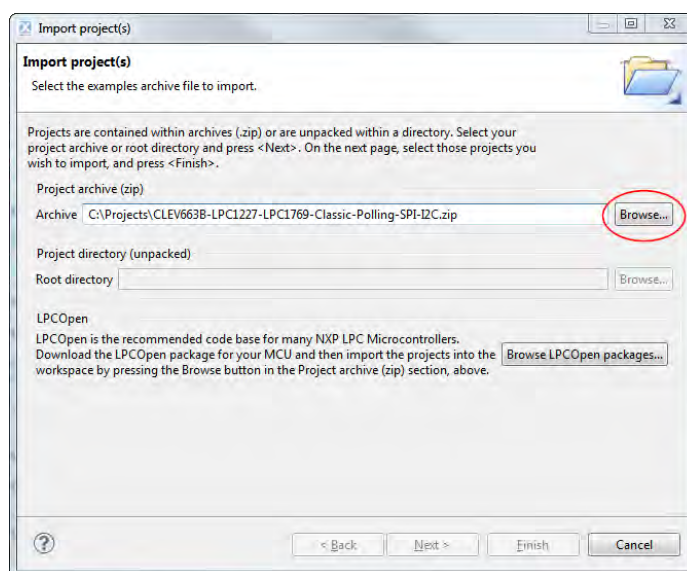 Import project(s)
Import project(s)
Select the examples archive file to import.
Projects are contained within archives (.zip) or are unpacked within a directory. Select your
project archive or root directory and press <Next>. On the next page, select those projects you
wish to import, and press <Finish>.
Project archive (zip)
Archive C:\Projects\CLEV663B-LPC1227-LPC1769-Classic-Polling-SPI-I2C.zip Browse...
Project directory (unpacked)
Root directory Browse...
LPCOpen
LPCOpen is the recommended code base for many NXP LPC Microcontrollers.
Download the LPCOpen package for your MCU and then import the projects into the Browse LPCOpen packages...
workspace by pressing the Browse button in the Project archive (zip) section, above.
? < Back Next > Finish Cancel